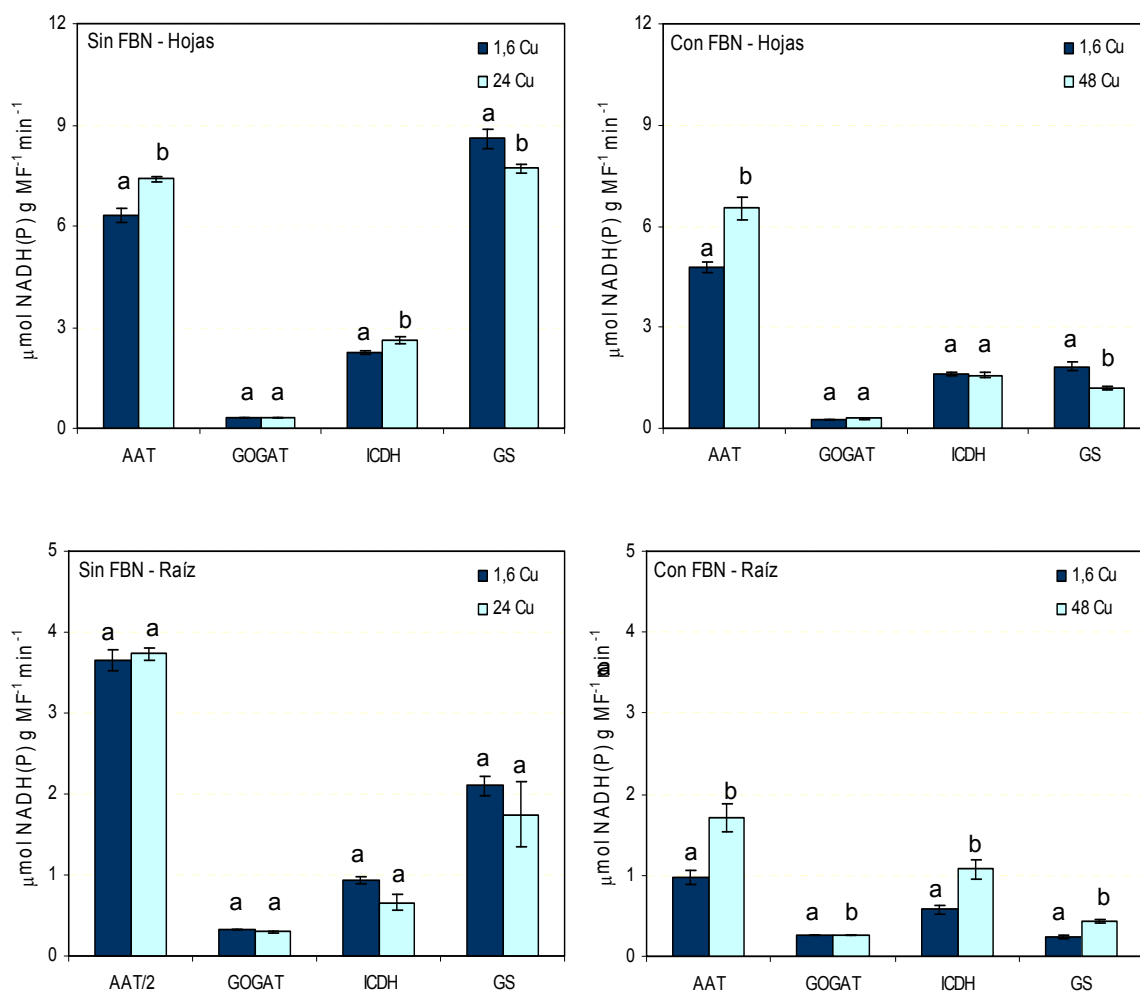 Sin FBN - Hojas
1,6 Cu
24 Cu
μmol NADH(P) g MF⁻¹ min⁻¹
12
9
6
3
0
a b
a a
a b
a b
AAT GOGAT ICDH GS
Con FBN - Hojas
1,6 Cu
48 Cu
μmol NADH(P) g MF⁻¹ min⁻¹
12
9
6
3
0
a b
a a
a a
a b
AAT GOGAT ICDH GS
Sin FBN - Raíz
1,6 Cu
24 Cu
μmol NADH(P) g MF⁻¹ min⁻¹
5
4
3
2
1
0
a a
a a
a a
a a
AAT/2 GOGAT ICDH GS
Con FBN - Raíz
1,6 Cu
48 Cu
μmol NADH(P) g MF⁻¹ min⁻¹
a
5
4
3
2
1
0
a b
a b
a b
a b
AAT GOGAT ICDH GS